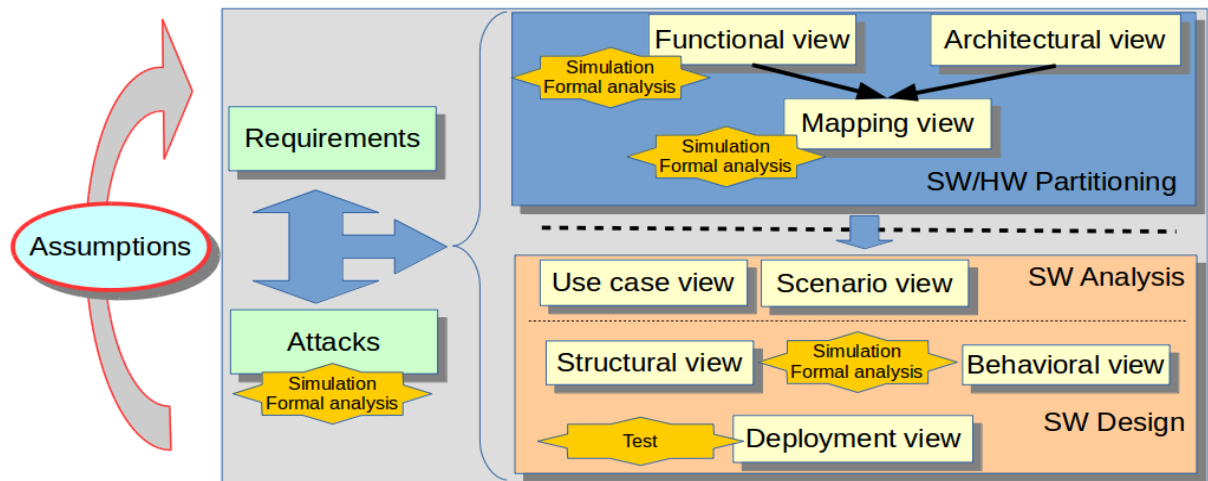 Functional view
Architectural view
Simulation
Formal analysis
Requirements
Mapping view
Simulation
Formal analysis
SW/HW Partitioning
Assumptions
Use case view
Scenario view
SW Analysis
Attacks
Simulation
Formal analysis
Structural view
Simulation
Formal analysis
Behavioral view
SW Design
Test
Deployment view